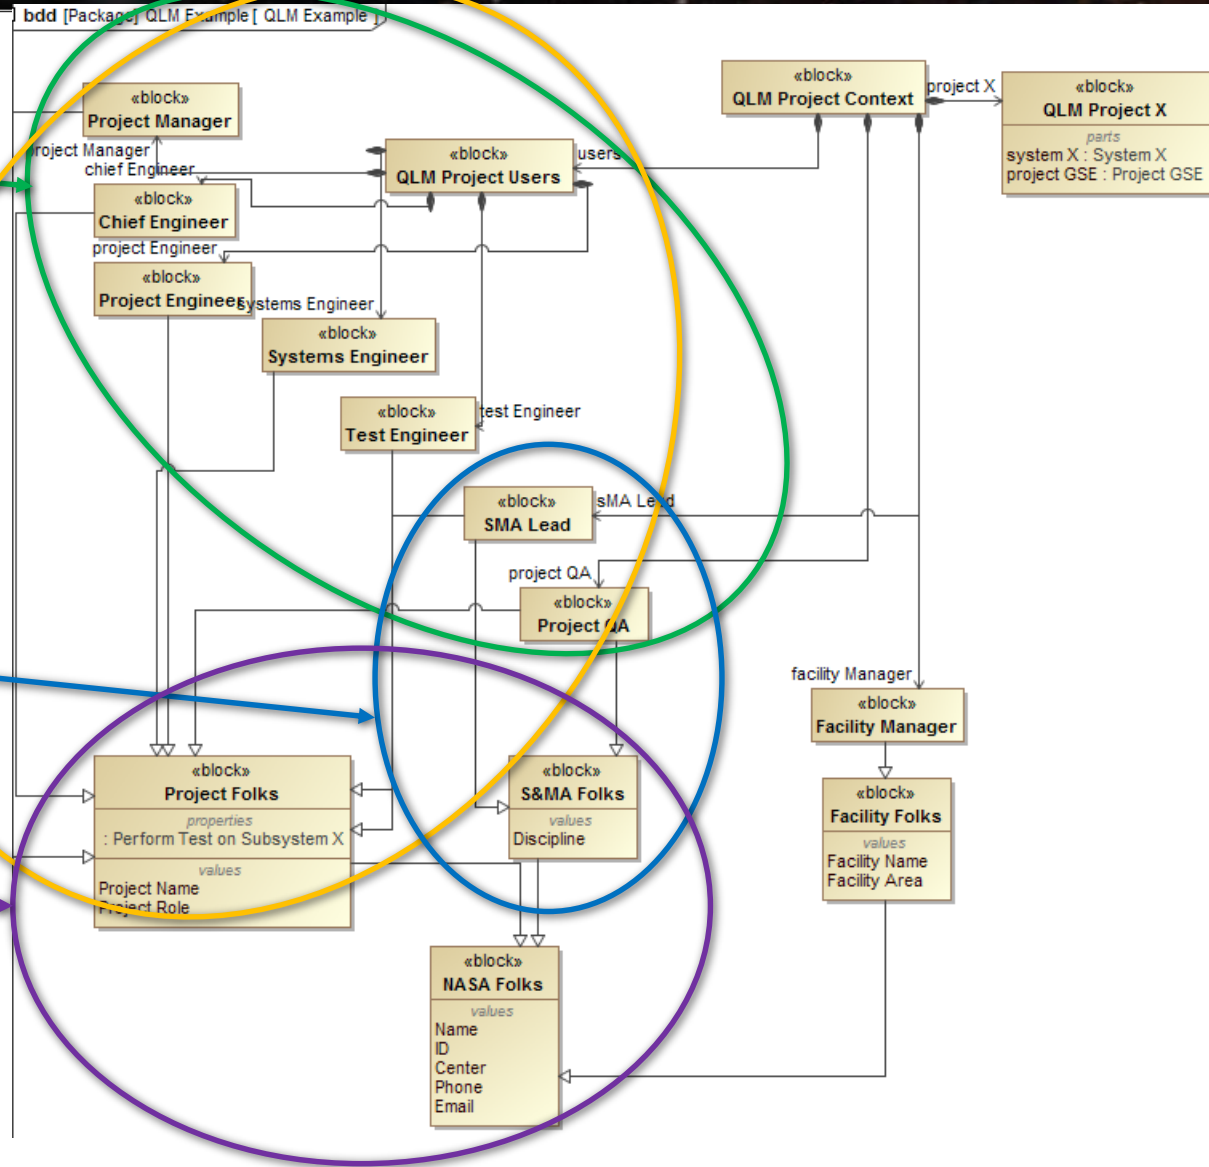 bdd [Package] QLM Example [ QLM Example ]
«block»
Project Manager
project Manager
chief Engineer
«block»
Chief Engineer
project Engineer
«block»
Project Engineer
systems Engineer
«block»
Systems Engineer
«block»
QLM Project Users
users
«block»
QLM Project Context
project X
«block»
QLM Project X
parts
system X : System X
project GSE : Project GSE
«block»
Test Engineer
test Engineer
«block»
SMA Lead
sMA Lead
project QA
«block»
Project QA
facility Manager
«block»
Facility Manager
«block»
Project Folks
properties
: Perform Test on Subsystem X
values
Project Name
Project Role
«block»
S&MA Folks
values
Discipline
«block»
Facility Folks
values
Facility Name
Facility Area
«block»
NASA Folks
values
Name
ID
Center
Phone
Email